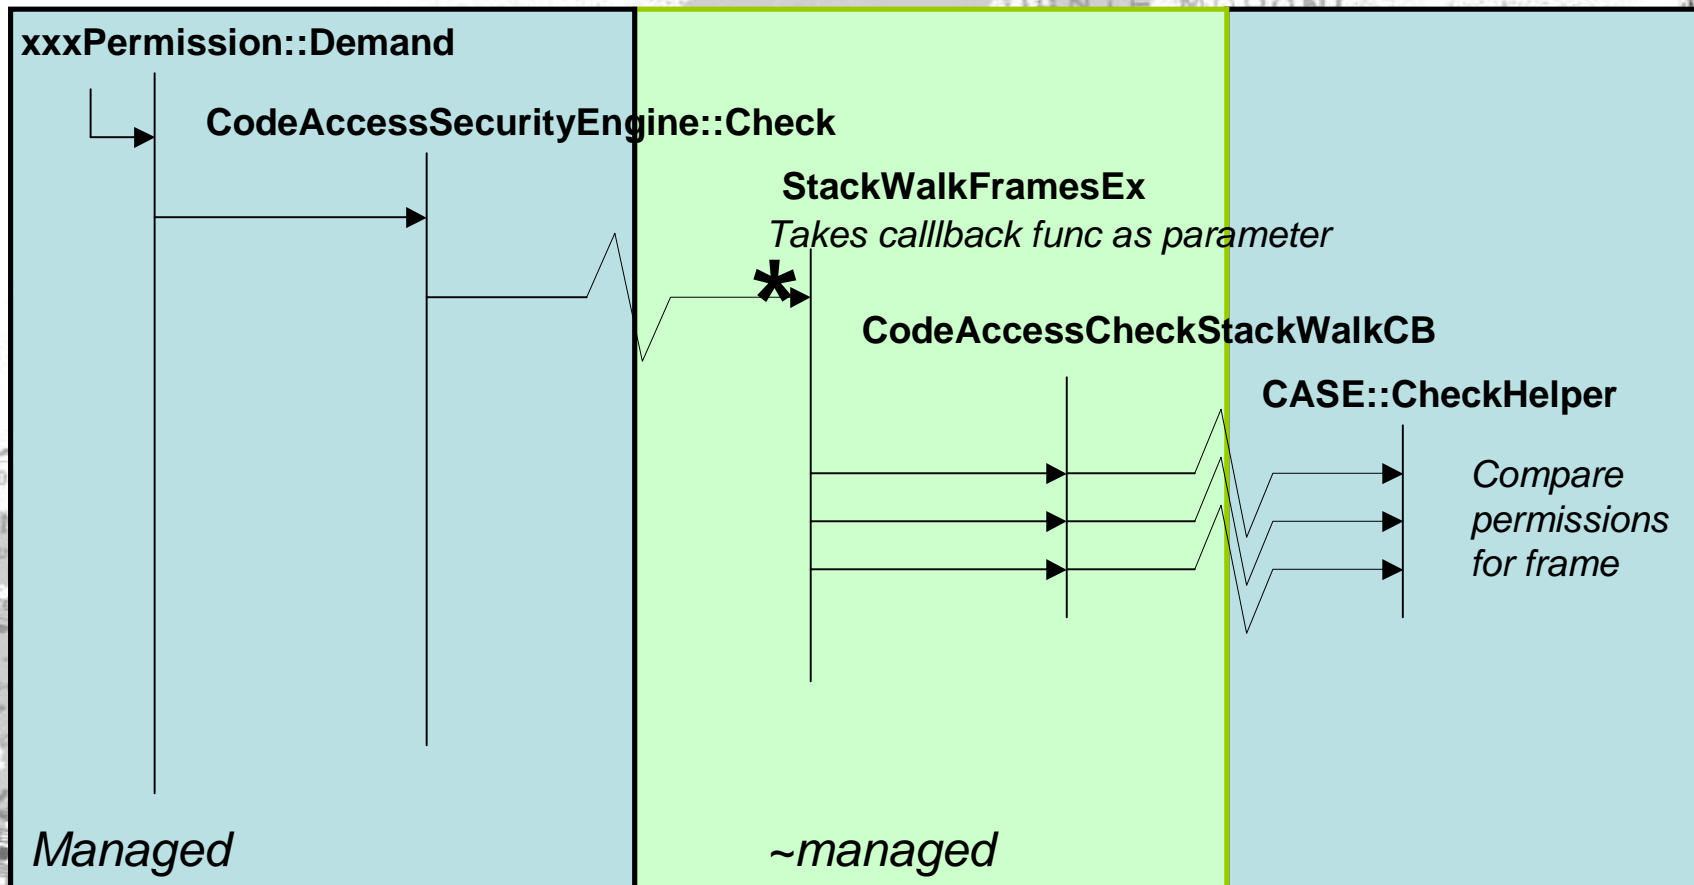 xxxPermission::Demand
CodeAccessSecurityEngine::Check
StackWalkFramesEx
Takes calllback func as parameter
*
CodeAccessCheckStackWalkCB
CASE::CheckHelper
Compare
permissions
for frame
Managed
~managed